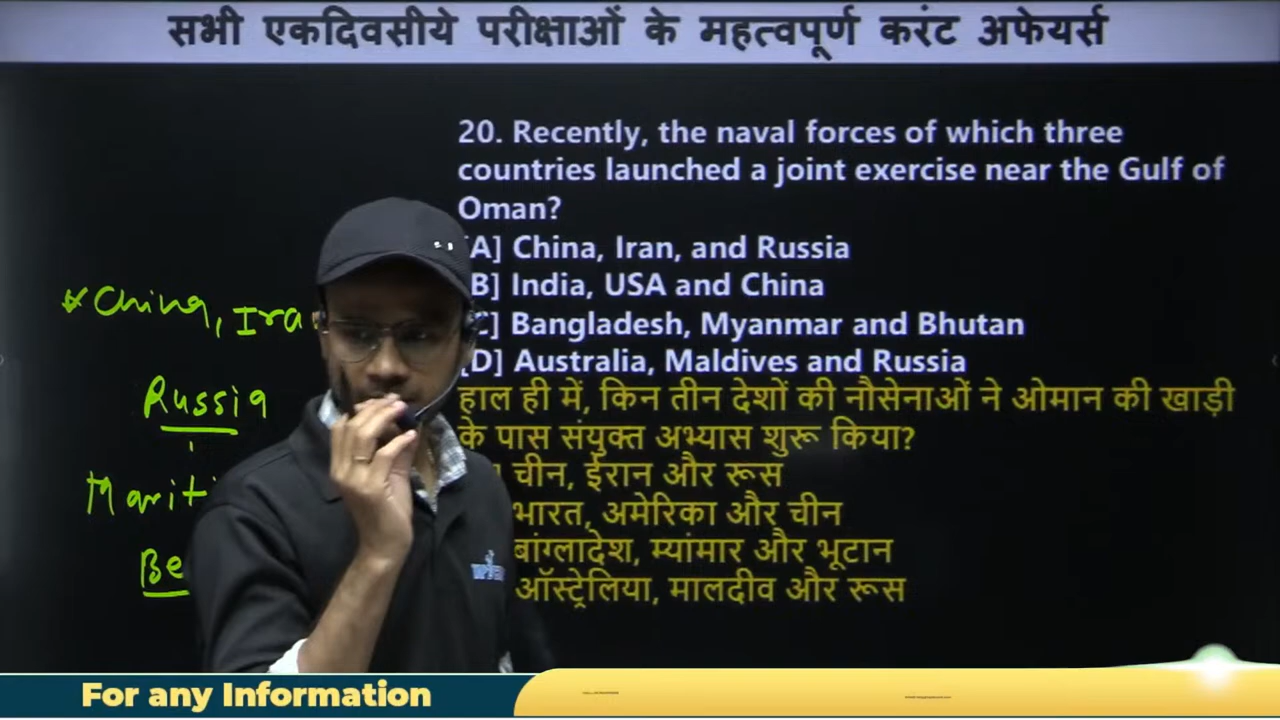 सभी एकदिवसीये परीक्षाओं के महत्वपूर्ण करंट अफेयर्स
20. Recently, the naval forces of which three
countries launched a joint exercise near the Gulf of
Oman?
A] China, Iran, and Russia
B] India, USA and China
C] Bangladesh, Myanmar and Bhutan
[D] Australia, Maldives and Russia
हाल ही में, किन तीन देशों की नौसेनाओं ने ओमान की खाड़ी
के पास संयुक्त अभ्यास शुरू किया?
चीन, ईरान और रूस
भारत, अमेरिका और चीन
बांग्लादेश, म्यांमार और भूटान
ऑस्ट्रेलिया, मालदीव और रूस
China, Ira
Russia
Mariti
Be
For any Information